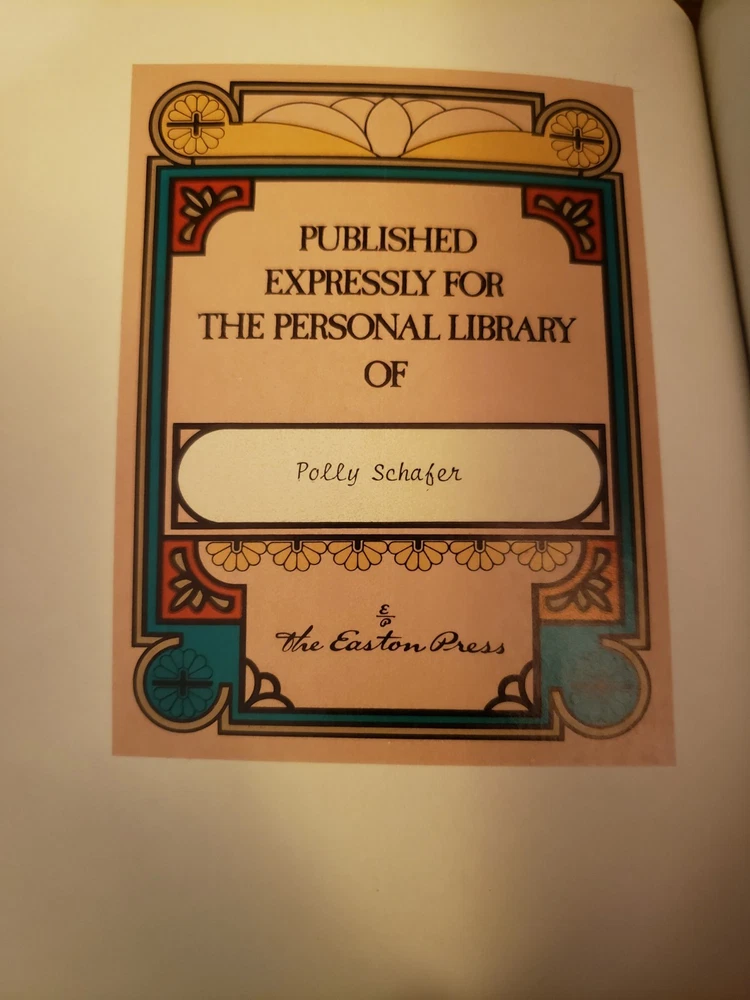 PUBLISHED
EXPRESSLY FOR
THE PERSONAL LIBRARY
OF
Polly Schafer
E
P
The Easton Press